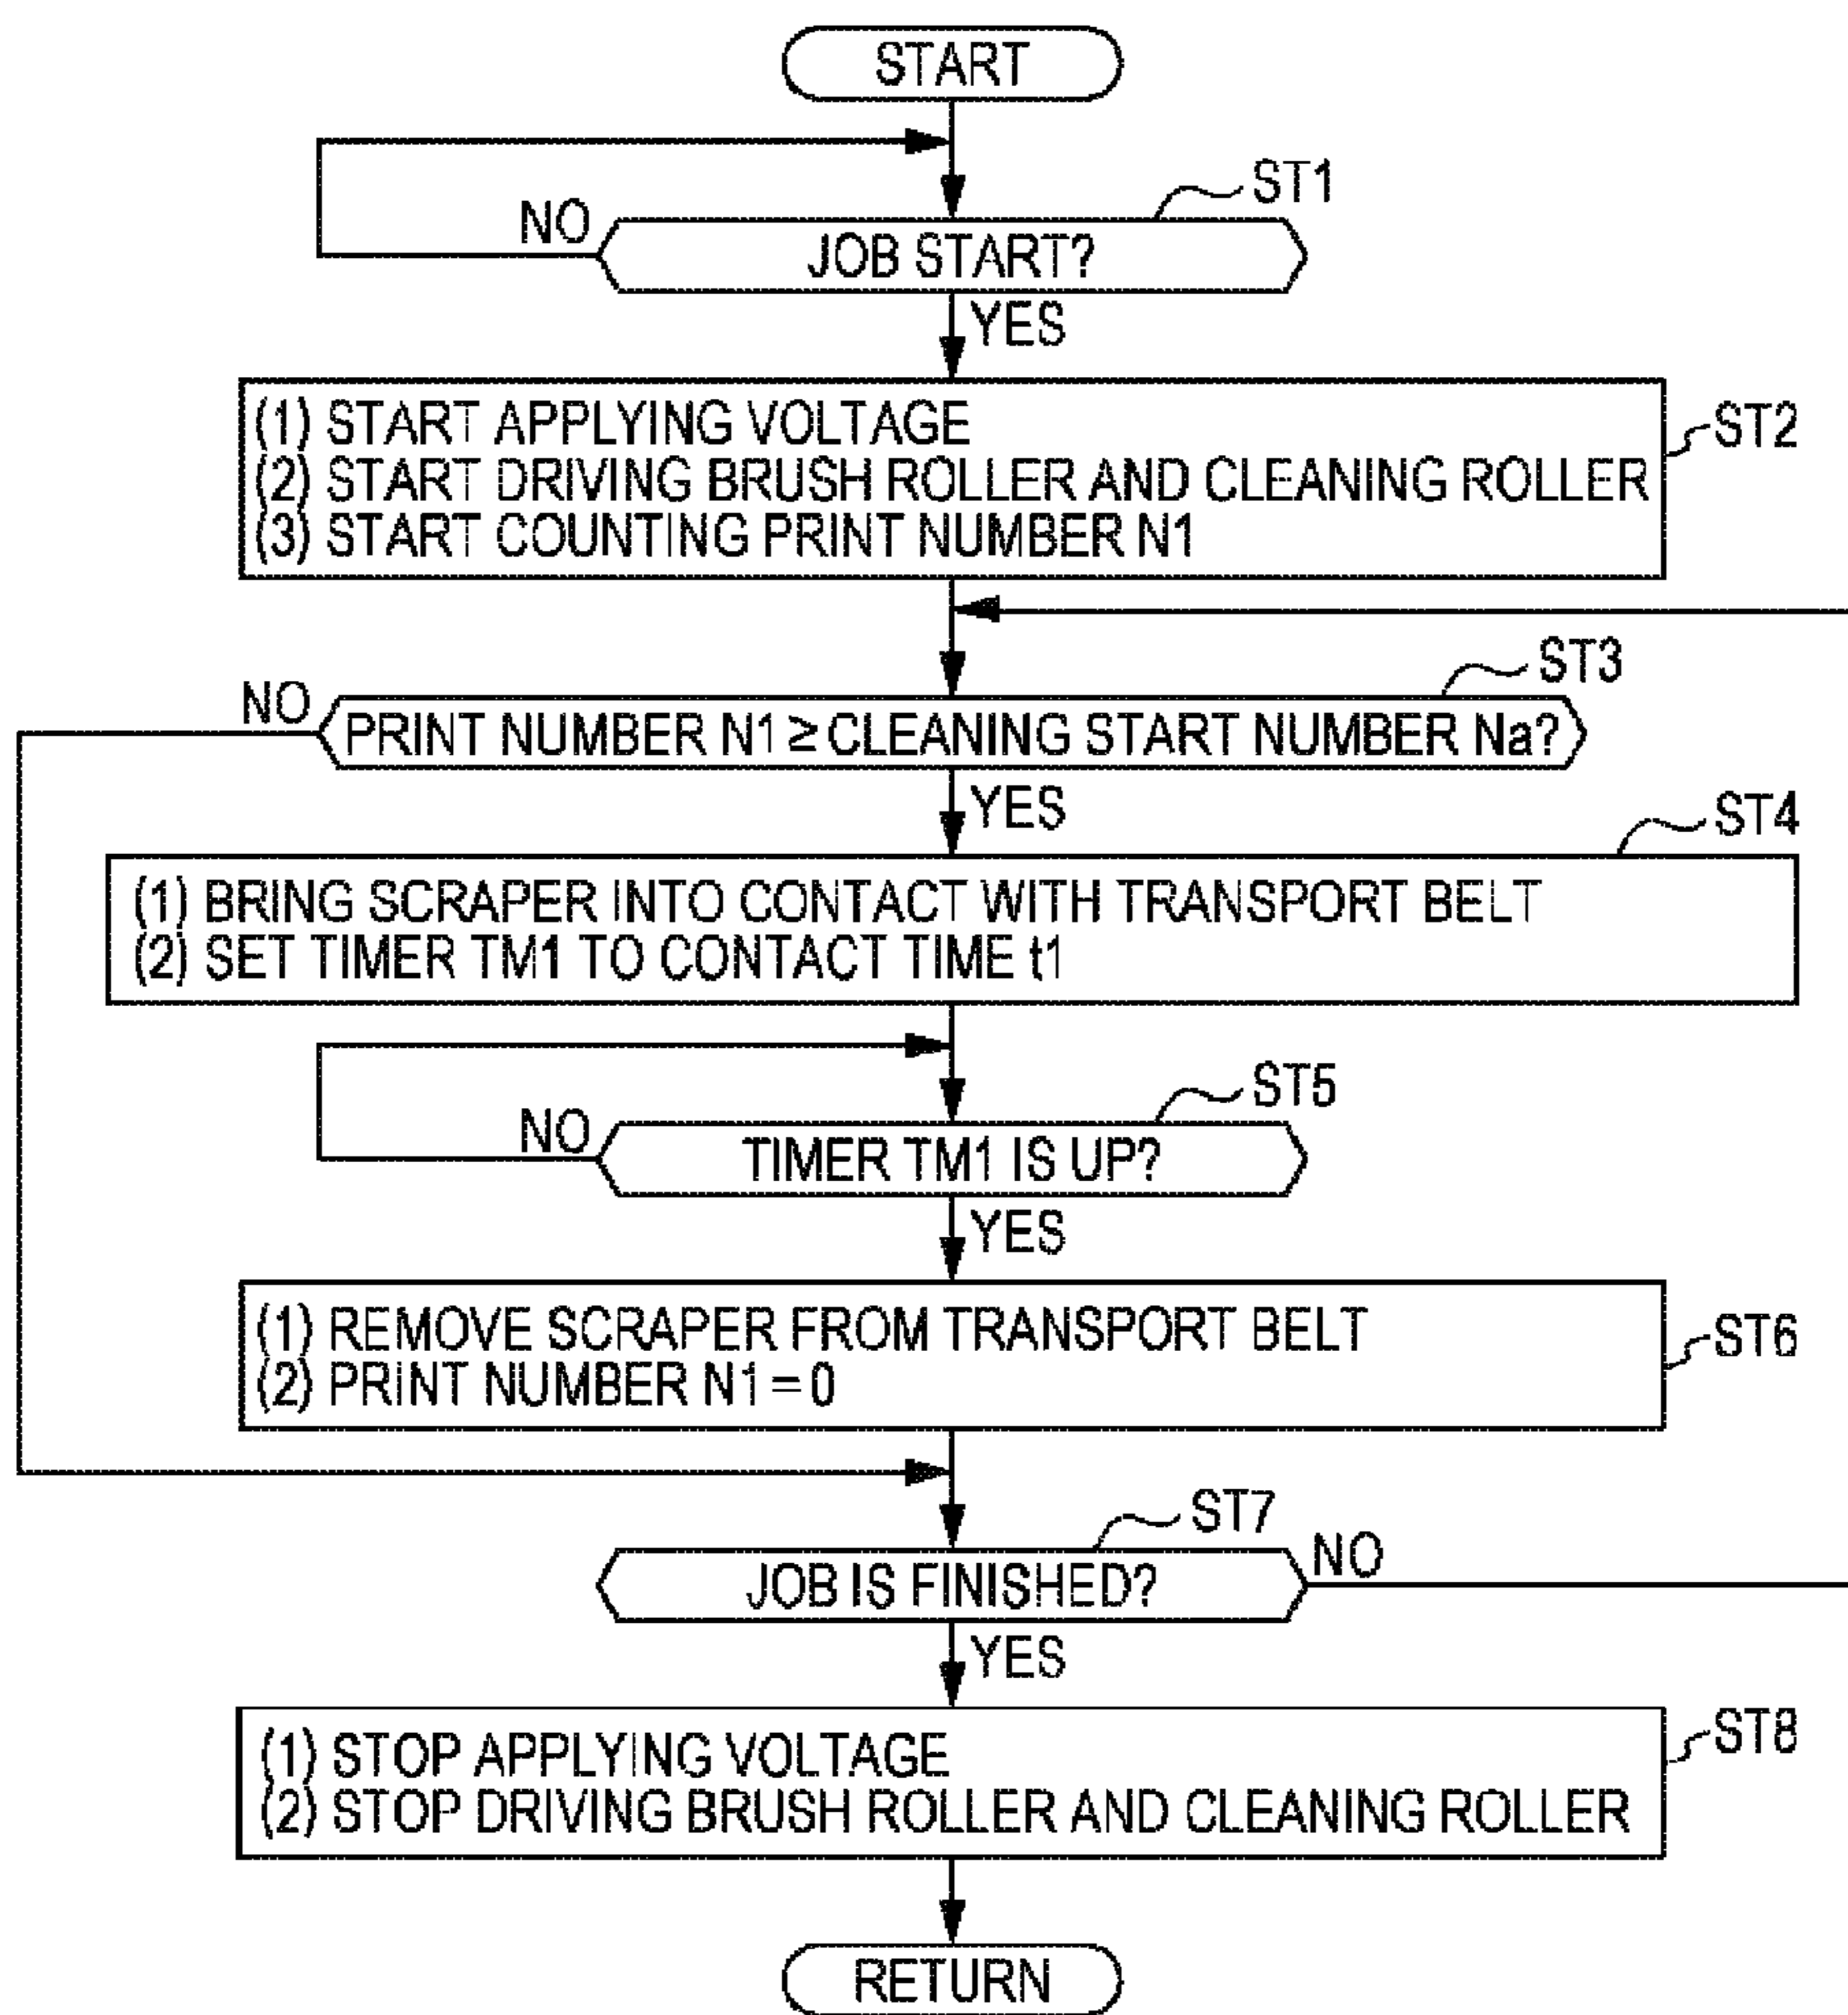 START
ST1
NO
JOB START?
YES
(1) START APPLYING VOLTAGE
ST2
(2) START DRIVING BRUSH ROLLER AND CLEANING ROLLER
(3) START COUNTING PRINT NUMBER N1
ST3
NO
PRINT NUMBER N1 ≥ CLEANING START NUMBER Na?
YES
ST4
(1) BRING SCRAPER INTO CONTACT WITH TRANSPORT BELT
(2) SET TIMER TM1 TO CONTACT TIME t1
ST5
NO
TIMER TM1 IS UP?
YES
(1) REMOVE SCRAPER FROM TRANSPORT BELT
ST6
(2) PRINT NUMBER N1 = 0
ST7
JOB IS FINISHED?
NO
YES
(1) STOP APPLYING VOLTAGE
ST8
(2) STOP DRIVING BRUSH ROLLER AND CLEANING ROLLER
RETURN